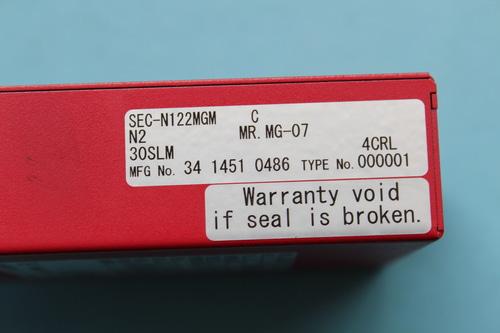 SEC-N122MGM C
N2 MR. MG-07
30SLM 4CRL
MFG No. 34 1451 0486 TYPE No. 000001
Warranty void
if seal is broken.